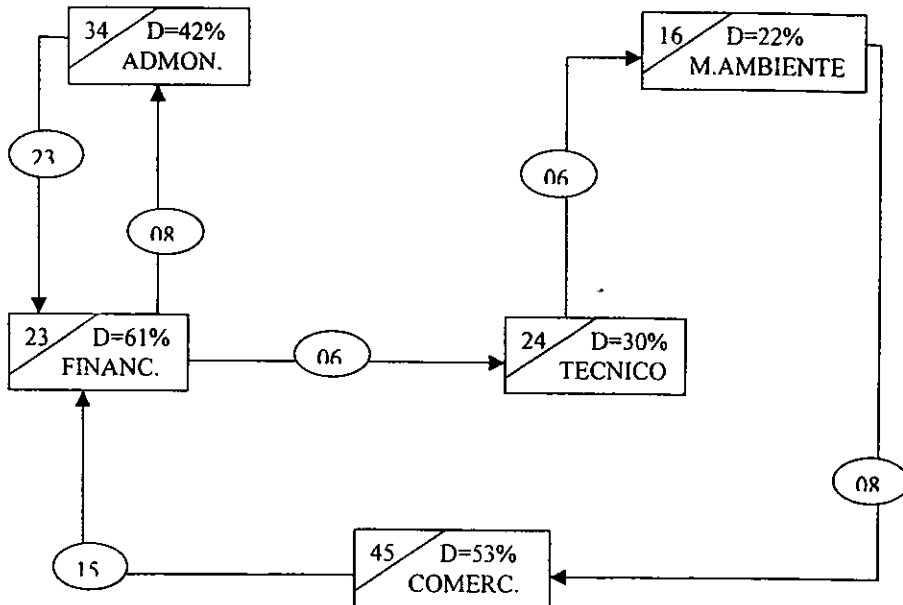 34 D=42%
ADMON.
16 D=22%
M.AMBIENTE
23
06
08
23 D=61%
FINANC.
06
24 D=30%
TECNICO
08
45 D=53%
COMERC.
15